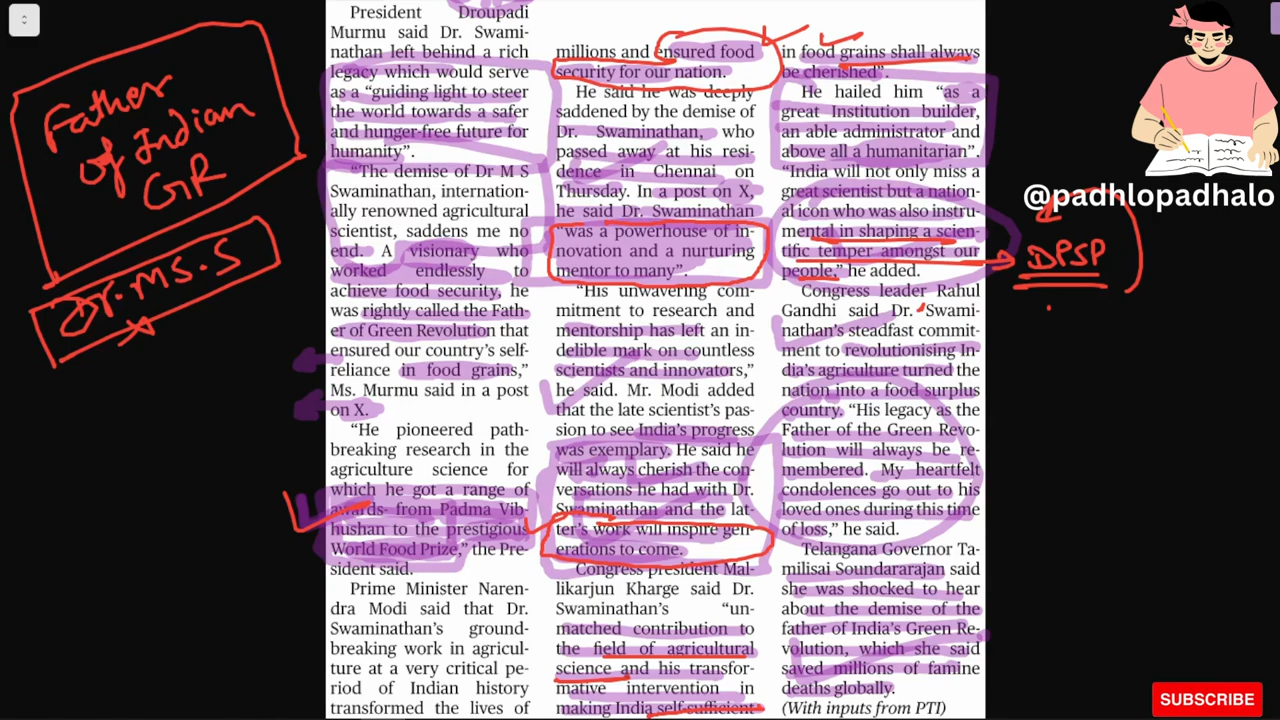 Father
of Indian
GR
Dr. M S. S
President Droupadi
Murmu said Dr. Swami-
nathan left behind a rich
legacy which would serve
as a “guiding light to steer
the world towards a safer
and hunger-free future for
humanity”.
“The demise of Dr M S
Swaminathan, internation-
ally renowned agricultural
scientist, saddens me no
end. A visionary who
worked endlessly to
achieve food security, he
was rightly called the Fath-
er of Green Revolution that
ensured our country’s self-
reliance in food grains,”
Ms. Murmu said in a post
on X.
“He pioneered path-
breaking research in the
agriculture science for
which he got a range of
awards- from Padma Vib-
hushan to the prestigious
World Food Prize,” the Pre-
sident said.
Prime Minister Naren-
dra Modi said that Dr.
Swaminathan’s ground-
breaking work in agricul-
ture at a very critical pe-
riod of Indian history
transformed the lives of
millions and ensured food
security for our nation.
He said he was deeply
saddened by the demise of
Dr. Swaminathan, who
passed away at his resi-
dence in Chennai on
Thursday. In a post on X,
he said Dr. Swaminathan
“was a powerhouse of in-
novation and a nurturing
mentor to many”.
“His unwavering com-
mitment to research and
mentorship has left an in-
delible mark on countless
scientists and innovators,”
he said. Mr. Modi added
that the late scientist’s pas-
sion to see India’s progress
was exemplary. He said he
will always cherish the con-
versations he had with Dr.
Swaminathan and the lat-
ter’s work will inspire gen-
erations to come.
Congress president Mal-
likarjun Kharge said Dr.
Swaminathan’s “un-
matched contribution to
the field of agricultural
science and his transfor-
mative intervention in
making India self-sufficient
in food grains shall always
be cherished”.
He hailed him “as a
great Institution builder,
an able administrator and
above all a humanitarian”.
“India will not only miss a
great scientist but a nation-
al icon who was also instru-
mental in shaping a scien-
tific temper amongst our
people,” he added.
Congress leader Rahul
Gandhi said Dr. Swami-
nathan’s steadfast commit-
ment to revolutionising In-
dia’s agriculture turned the
nation into a food surplus
country. “His legacy as the
Father of the Green Revo-
lution will always be re-
membered. My heartfelt
condolences go out to his
loved ones during this time
of loss,” he said.
Telangana Governor Ta-
milisai Soundararajan said
she was shocked to hear
about the demise of the
father of India’s Green Re-
volution, which she said
saved millions of famine
deaths globally.
(With inputs from PTI)
@padhlopadhalo
DPSP
SUBSCRIBE